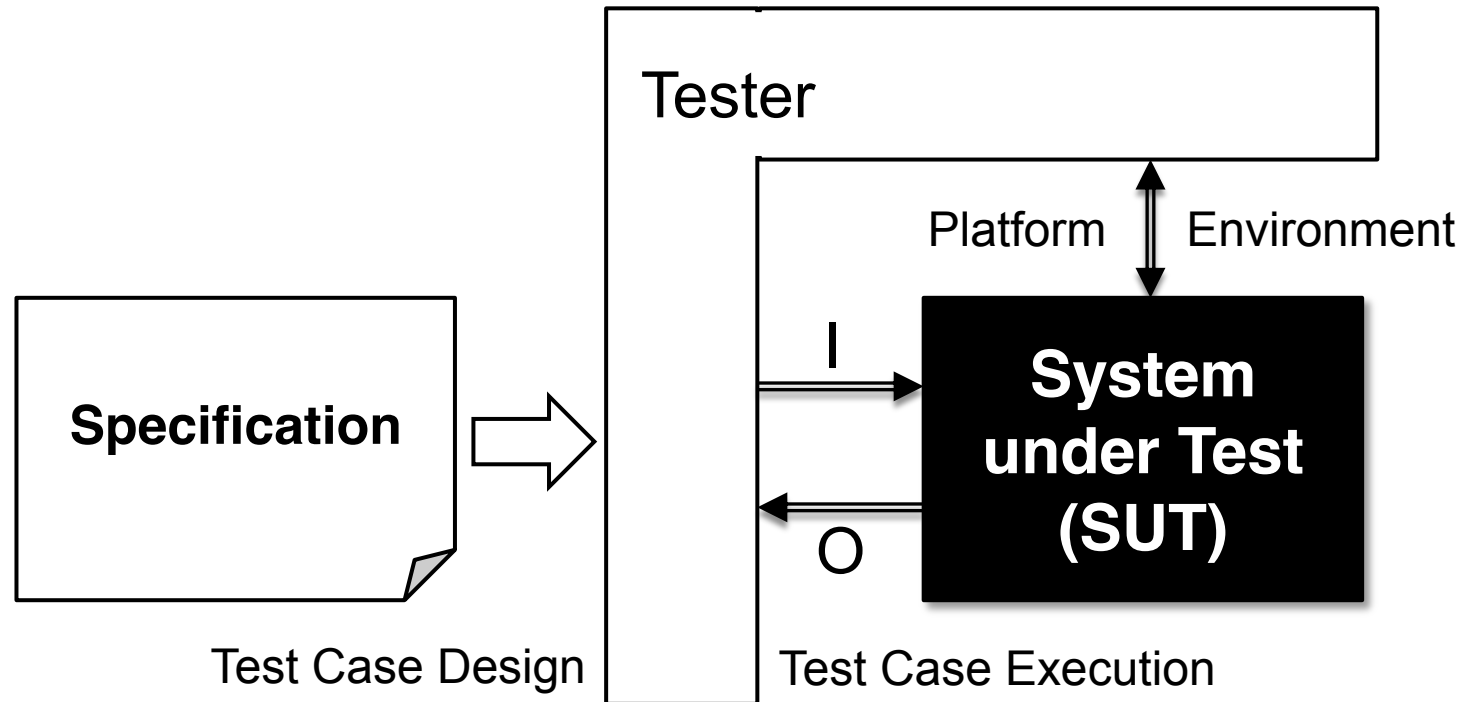 Tester
Platform Environment
Specification
I
O
System
under Test
(SUT)
Test Case Design
Test Case Execution